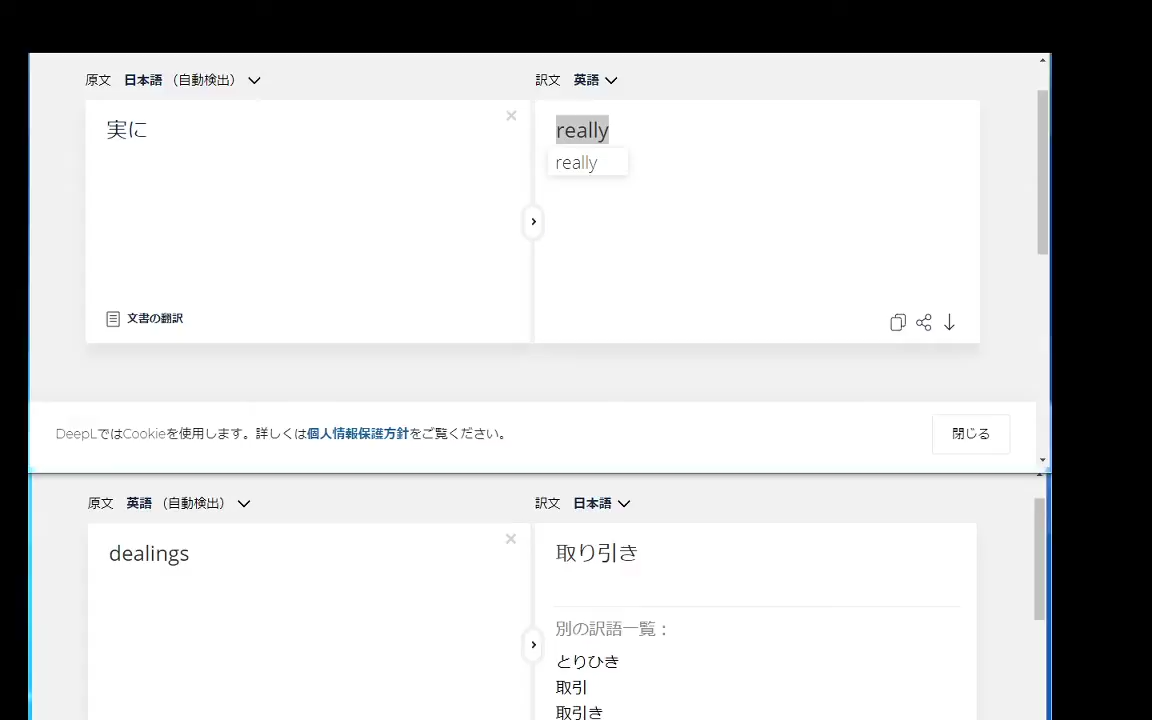 原文 日本語 (自動検出)
訳文 英語
実に
really
really
文書の翻訳
DeepLではCookieを使用します。詳しくは個人情報保護方針をご覧ください。
閉じる
原文 英語 (自動検出)
訳文 日本語
dealings
取り引き
別の訳語一覧：
とりひき
取引
取引き